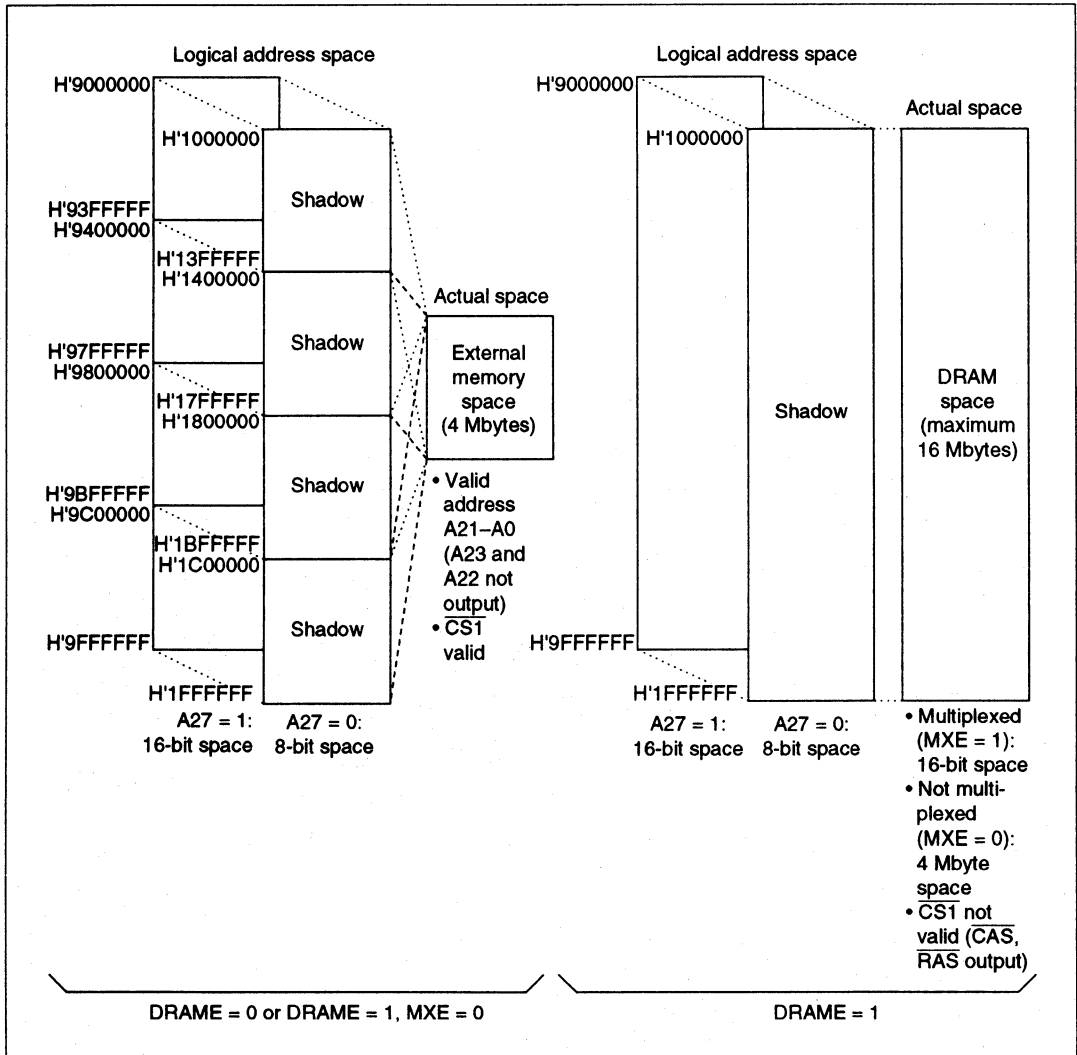 Logical address space
H'9000000
H'1000000
Shadow
H'93FFFFF
H'9400000
H'13FFFFF
H'1400000
Shadow
H'97FFFFF
H'9800000
H'17FFFFF
H'1800000
Shadow
H'9BFFFFF
H'9C00000
H'1BFFFFF
H'1C00000
Shadow
H'9FFFFFF
H'1FFFFFF
A27 = 1:
16-bit space
A27 = 0:
8-bit space
Actual space
External
memory
space
(4 Mbytes)
• Valid
address
A21–A0
(A23 and
A22 not
output)
• CS1
valid
DRAME = 0 or DRAME = 1, MXE = 0
Logical address space
H'9000000
H'1000000
Shadow
H'9FFFFFF
H'1FFFFFF
A27 = 1:
16-bit space
A27 = 0:
8-bit space
Actual space
DRAM
space
(maximum
16 Mbytes)
• Multiplexed
(MXE = 1):
16-bit space
• Not multi-
plexed
(MXE = 0):
4 Mbyte
space
• CS1 not
valid (CAS,
RAS output)
DRAME = 1